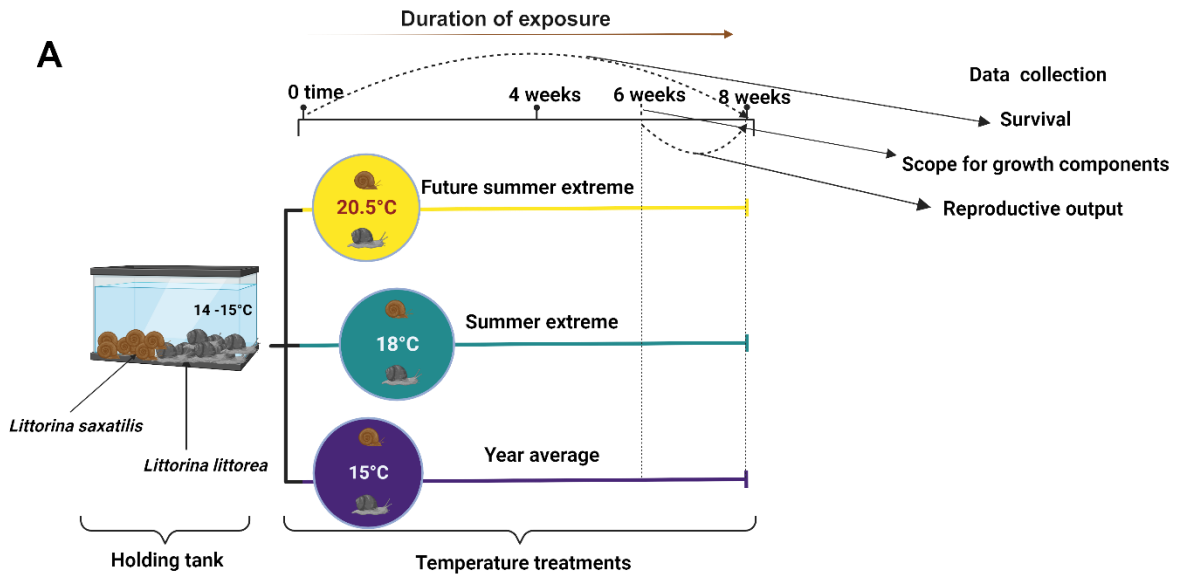 A
Duration of exposure
0 time
4 weeks
6 weeks
8 weeks
Data collection
Survival
Scope for growth components
Reproductive output
Future summer extreme
20.5°C
14 -15°C
Summer extreme
18°C
Littorina saxatilis
Littorina littorea
Year average
15°C
Holding tank
Temperature treatments